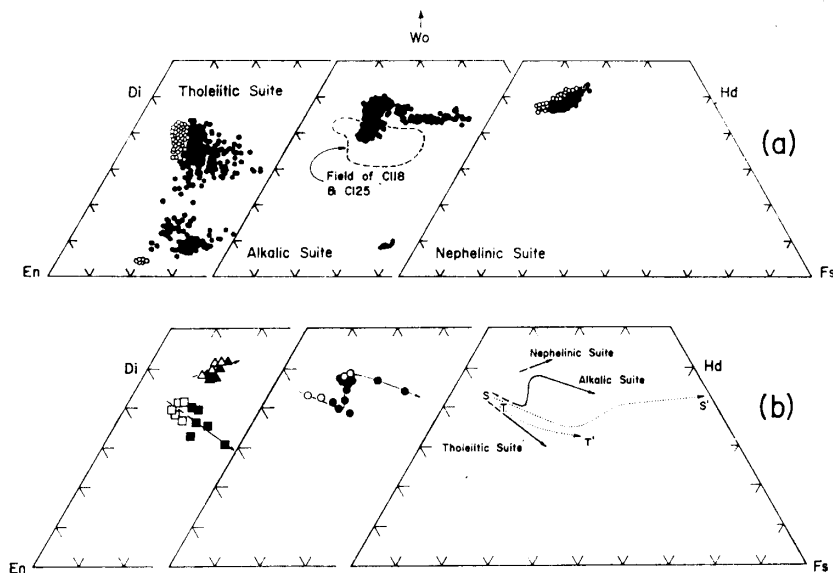 Wo
(a)
Di
Tholeiitic Suite
Hd
Field of C118
& C125
En
Alkalic Suite
Nephelinic Suite
Fs
(b)
Di
Nephelinic Suite
Hd
S
Alkalic Suite
S'
T
T'
Tholeiitic Suite
En
Fs